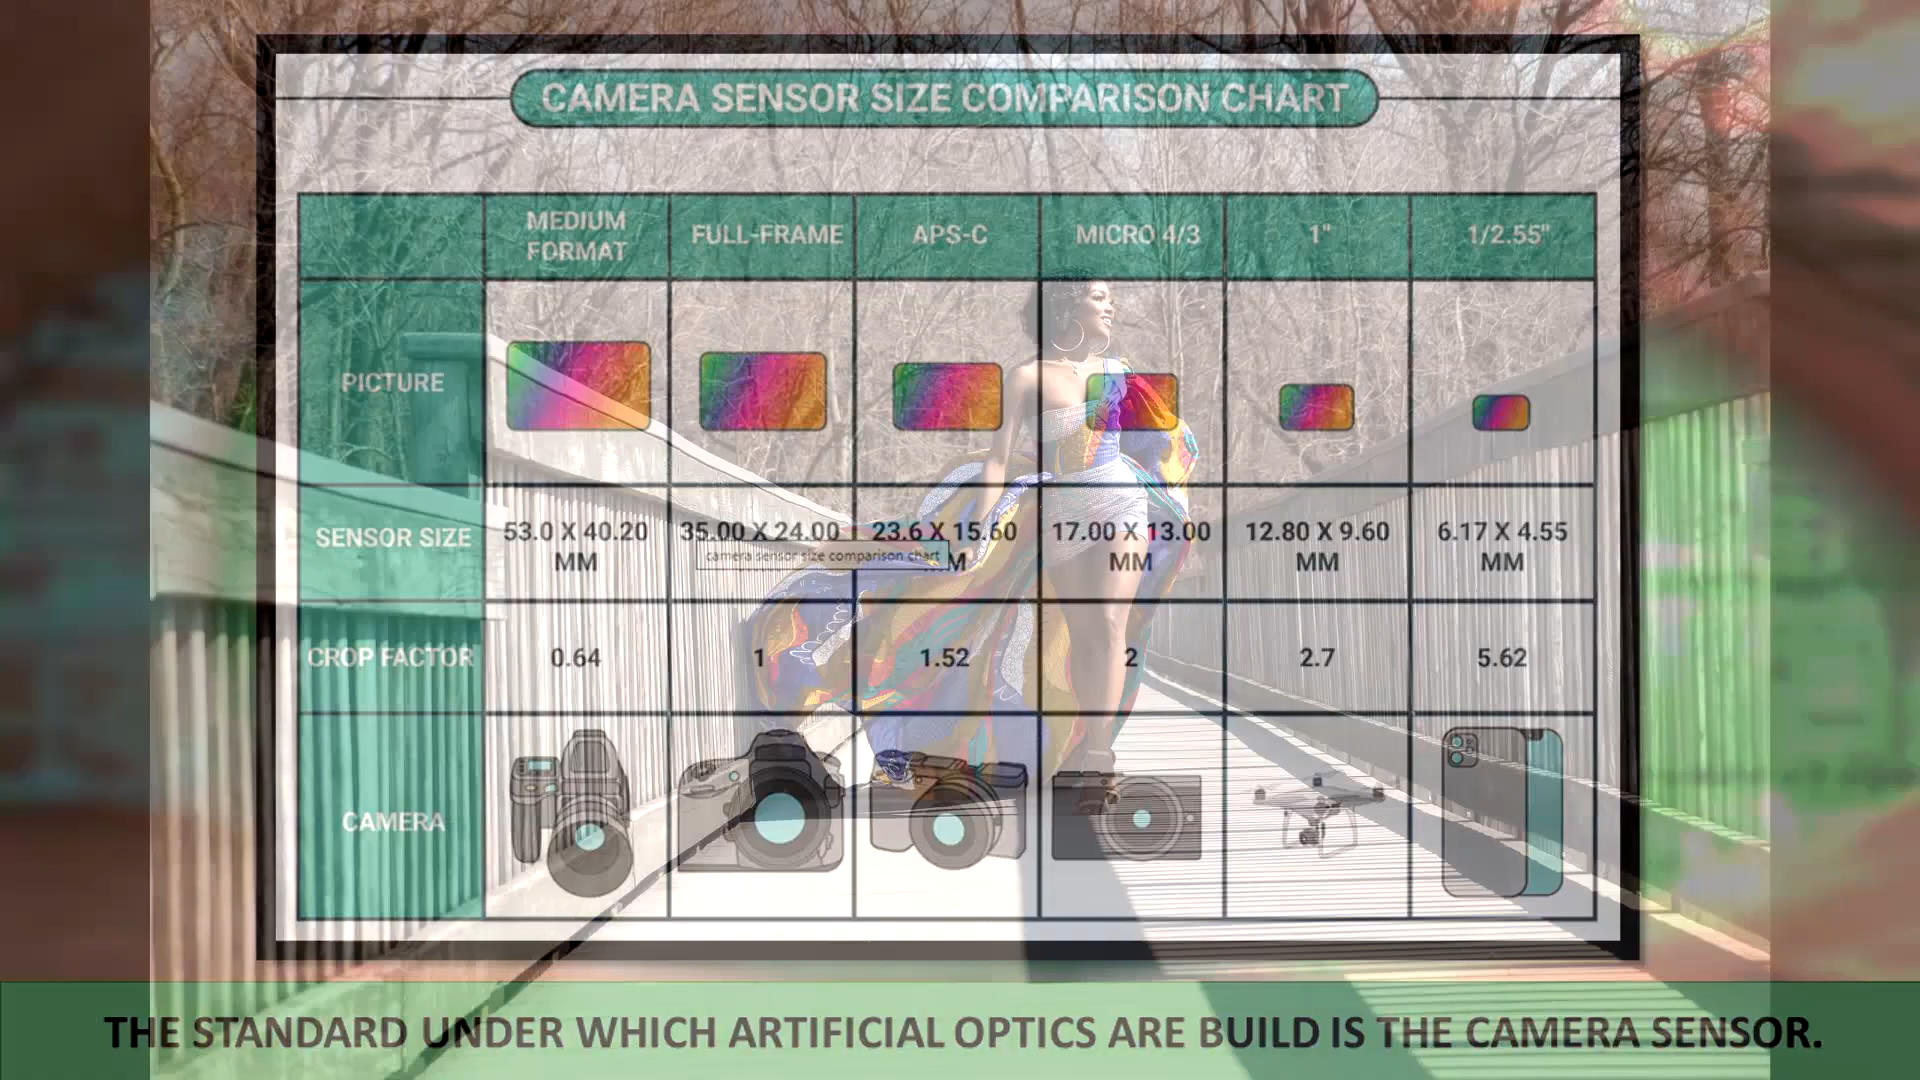 CAMERA SENSOR SIZE COMPARISON CHART
MEDIUM FORMAT FULL-FRAME APS-C MICRO 4/3 1" 1/2.55"
PICTURE
SENSOR SIZE 53.0 X 40.20 MM 35.00 X 24.00 23.6 X 15.60 MM 17.00 X 13.00 MM 12.80 X 9.60 MM 6.17 X 4.55 MM
camera sensor size comparison chart
CROP FACTOR 0.64 1 1.52 2 2.7 5.62
CAMERA
THE STANDARD UNDER WHICH ARTIFICIAL OPTICS ARE BUILD IS THE CAMERA SENSOR.